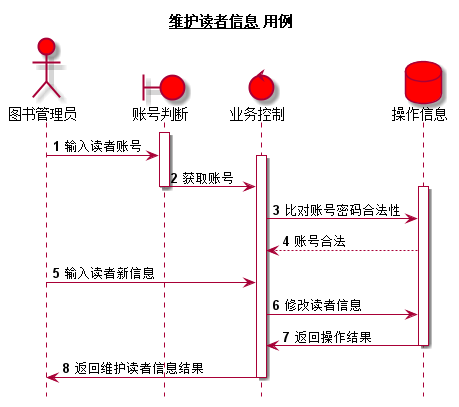 维护读者信息 用例
图书管理员 账号判断 业务控制 操作信息
1 输入读者账号
2 获取账号
3 比对账号密码合法性
4 账号合法
5 输入读者新信息
6 修改读者信息
7 返回操作结果
8 返回维护读者信息结果